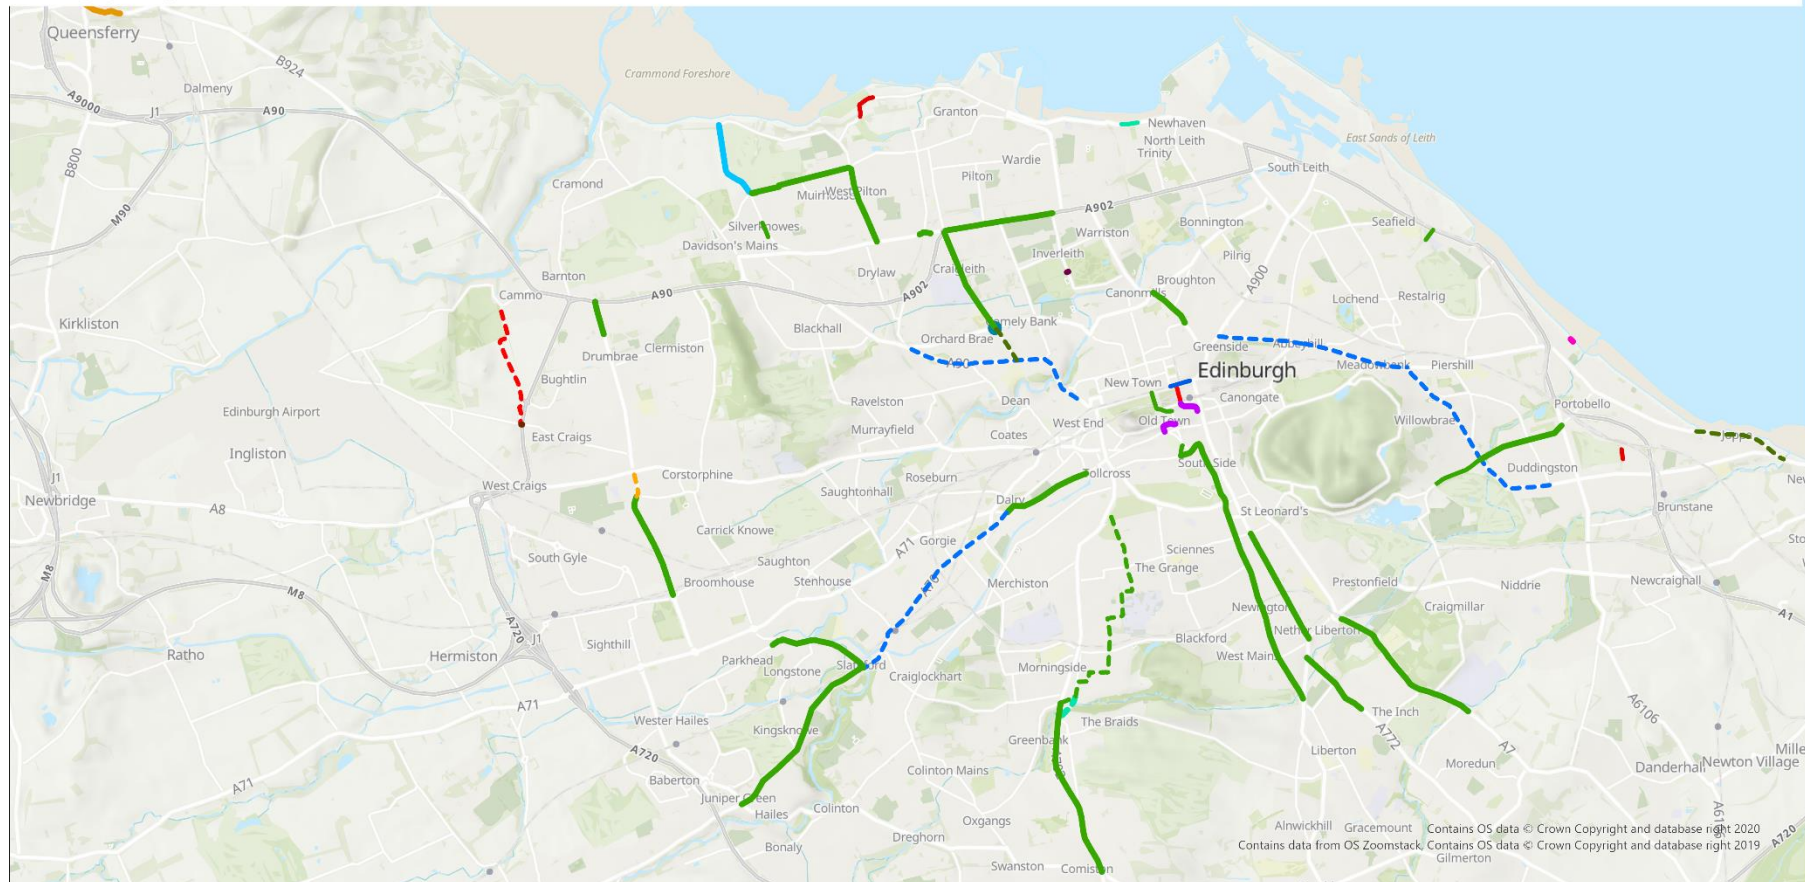 Queensferry
B924
Crammond Foreshore
Dalmeny
A9000
J1
A90
Granton
Newhaven
North Leith
East Sands of Leith
Trinity
B800
Wardie
South Leith
Cramond
Pilton
Muirhouse
West Pilton
M90
A902
Silverknowes
Bonnington
Seafield
Davidson's Mains
Warriston
Inverleith
Pilrig
Barnton
Drylaw
Craigleith
A900
Cammo
A90
A902
Canonmills
Broughton
Lochend
Restalrig
Kirkliston
Blackhall
Comely Bank
Orchard Brae
Greenside
Abbeyhill
Drumbrae
Clermiston
A90
Meadowbank
Piershill
Edinburgh
Bughtlin
New Town
Edinburgh Airport
Ravelston
Dean
Canongate
Portobello
Murrayfield
West End
Old Town
Willowbrae
East Craigs
Coates
Joppa
Ingliston
South Side
J1
Corstorphine
Roseburn
Tollcross
Duddingston
West Craigs
Saughtonhall
Dalry
Newbridge
A8
St Leonard's
Brunstane
Carrick Knowe
Gorgie
A71
South Gyle
Saughton
Sciennes
M8
Broomhouse
Stenhouse
A70
Merchiston
The Grange
Prestonfield
Niddrie
Newcraighall
M8
A720
J1
Newington
Craigmillar
A1
Sighthill
Nether Liberton
Ratho
Hermiston
Parkhead
Slateford
Blackford
West Mains
Longstone
Craiglockhart
Morningside
A71
Wester Hailes
The Braids
The Inch
A6106
Kingsknowe
Greenbank
A772
A7
A720
A702
Liberton
Baberton
Colinton Mains
Moredun
Danderhall
Newton Village
A71
Juniper Green
Hailes
Colinton
Oxgangs
Dreghorn
Alnwickhill
Gracemount
Contains OS data © Crown Copyright and database right 2020
Bonaly
Contains data from OS Zoomstack, Contains OS data © Crown Copyright and database right 2019
A720
Swanston
Comiston
Gilmerton